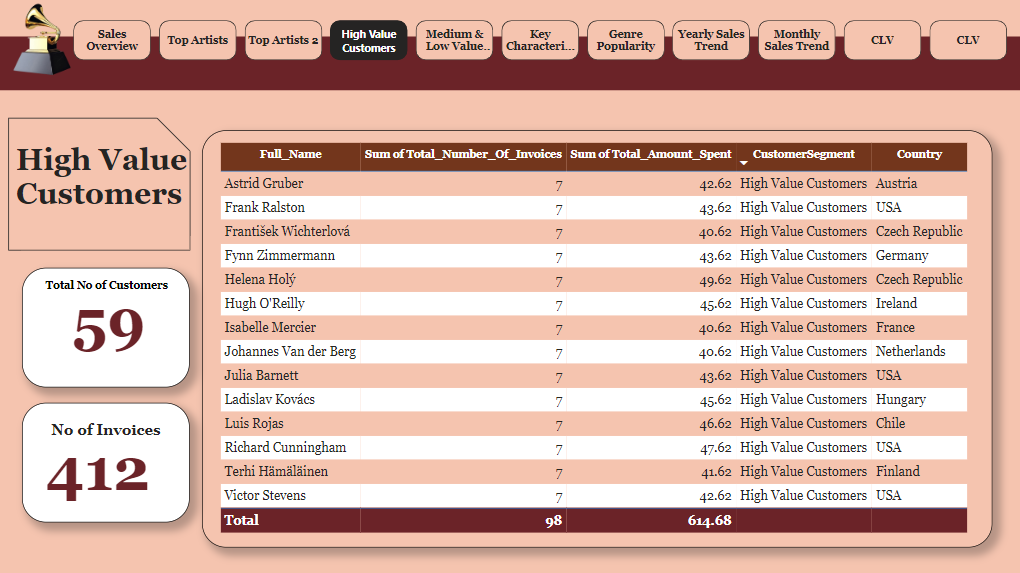 Sales
Overview
Top Artists
Top Artists 2
High Value
Customers
Medium &
Low Value..
Key
Characteri...
Genre
Popularity
Yearly Sales
Trend
Monthly
Sales Trend
CLV
CLV
High Value
Customers
Total No of Customers
59
No of Invoices
412
Full_Name Sum of Total_Number_Of_Invoices Sum of Total_Amount_Spent CustomerSegment Country
Astrid Gruber 7 42.62 High Value Customers Austria
Frank Ralston 7 43.62 High Value Customers USA
František Wichterlová 7 40.62 High Value Customers Czech Republic
Fynn Zimmermann 7 43.62 High Value Customers Germany
Helena Holý 7 49.62 High Value Customers Czech Republic
Hugh O'Reilly 7 45.62 High Value Customers Ireland
Isabelle Mercier 7 40.62 High Value Customers France
Johannes Van der Berg 7 40.62 High Value Customers Netherlands
Julia Barnett 7 43.62 High Value Customers USA
Ladislav Kovács 7 45.62 High Value Customers Hungary
Luis Rojas 7 46.62 High Value Customers Chile
Richard Cunningham 7 47.62 High Value Customers USA
Terhi Hämäläinen 7 41.62 High Value Customers Finland
Victor Stevens 7 42.62 High Value Customers USA
Total 98 614.68